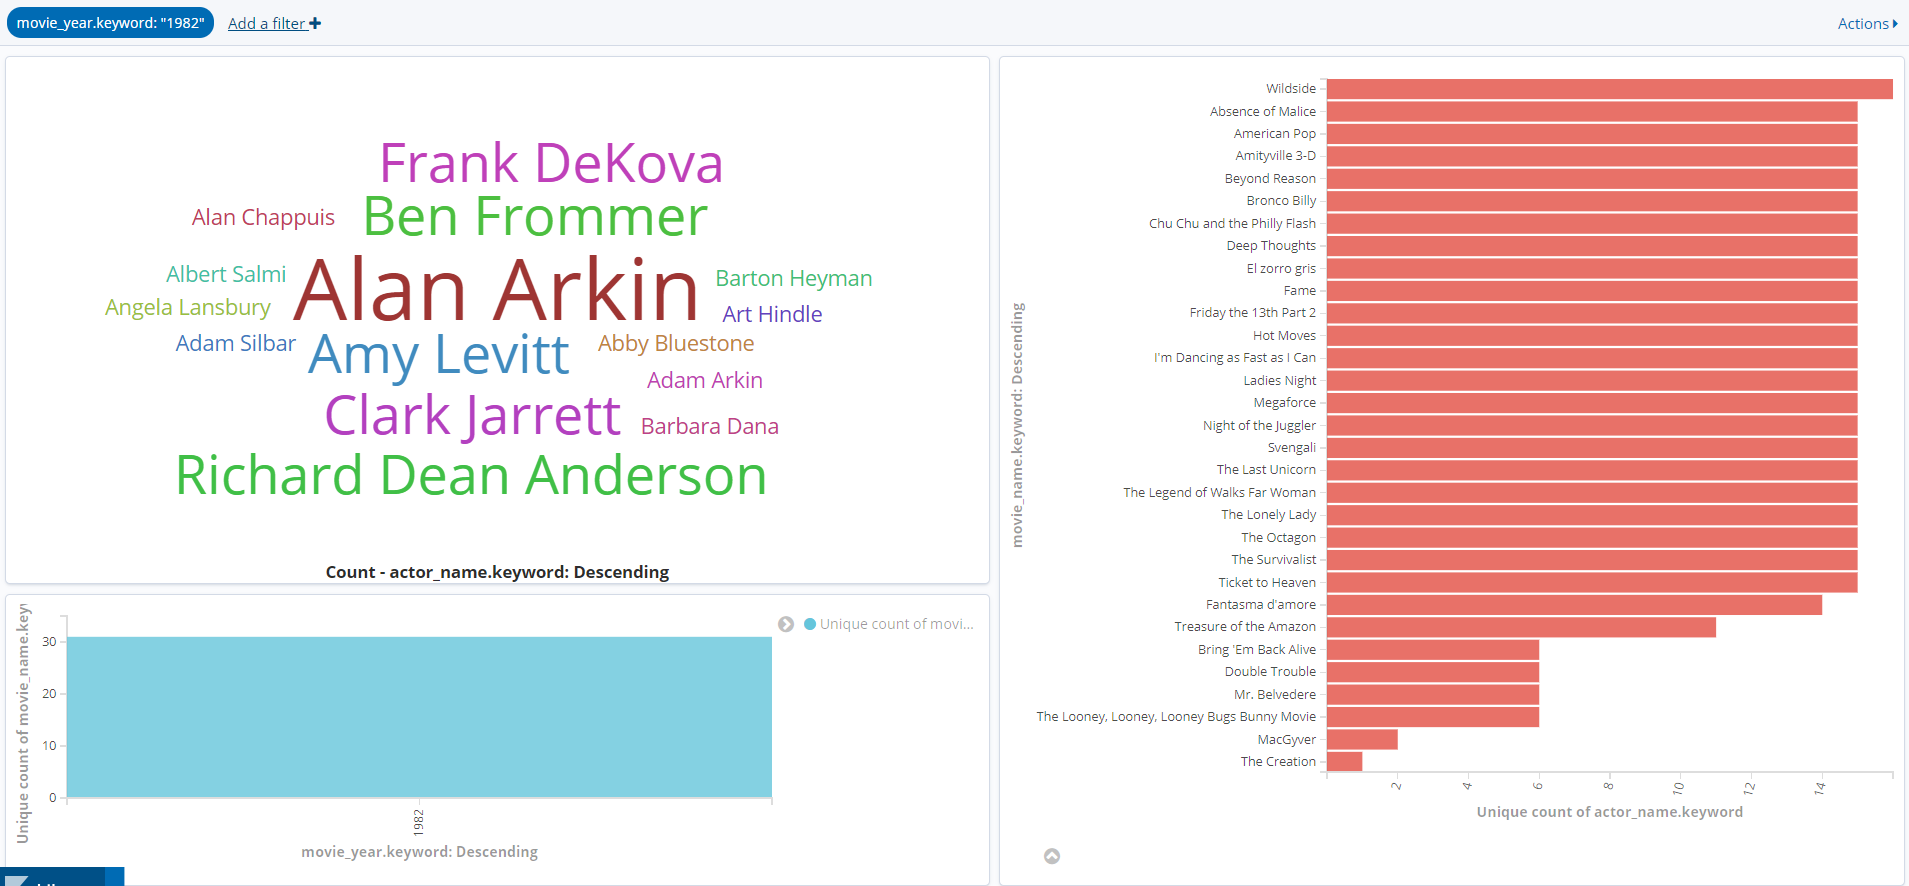 movie_year.keyword: "1982"
Add a filter
Actions
Frank DeKova
Alan Chappuis
Ben Frommer
Albert Salmi
Alan Arkin
Barton Heyman
Angela Lansbury
Art Hindle
Adam Silbar
Amy Levitt
Abby Bluestone
Adam Arkin
Clark Jarrett
Barbara Dana
Richard Dean Anderson
Count - actor_name.keyword: Descending
Unique count of movie_name.key
30
20
10
0
1982
movie_year.keyword: Descending
Unique count of movi...
movie_name.keyword: Descending
Wildside
Absence of Malice
American Pop
Amityville 3-D
Beyond Reason
Bronco Billy
Chu Chu and the Philly Flash
Deep Thoughts
El zorro gris
Fame
Friday the 13th Part 2
Hot Moves
I'm Dancing as Fast as I Can
Ladies Night
Megaforce
Night of the Juggler
Svengali
The Last Unicorn
The Legend of Walks Far Woman
The Lonely Lady
The Octagon
The Survivalist
Ticket to Heaven
Fantasma d'amore
Treasure of the Amazon
Bring 'Em Back Alive
Double Trouble
Mr. Belvedere
The Looney, Looney, Looney Bugs Bunny Movie
MacGyver
The Creation
2 4 6 8 10 12 14
Unique count of actor_name.keyword